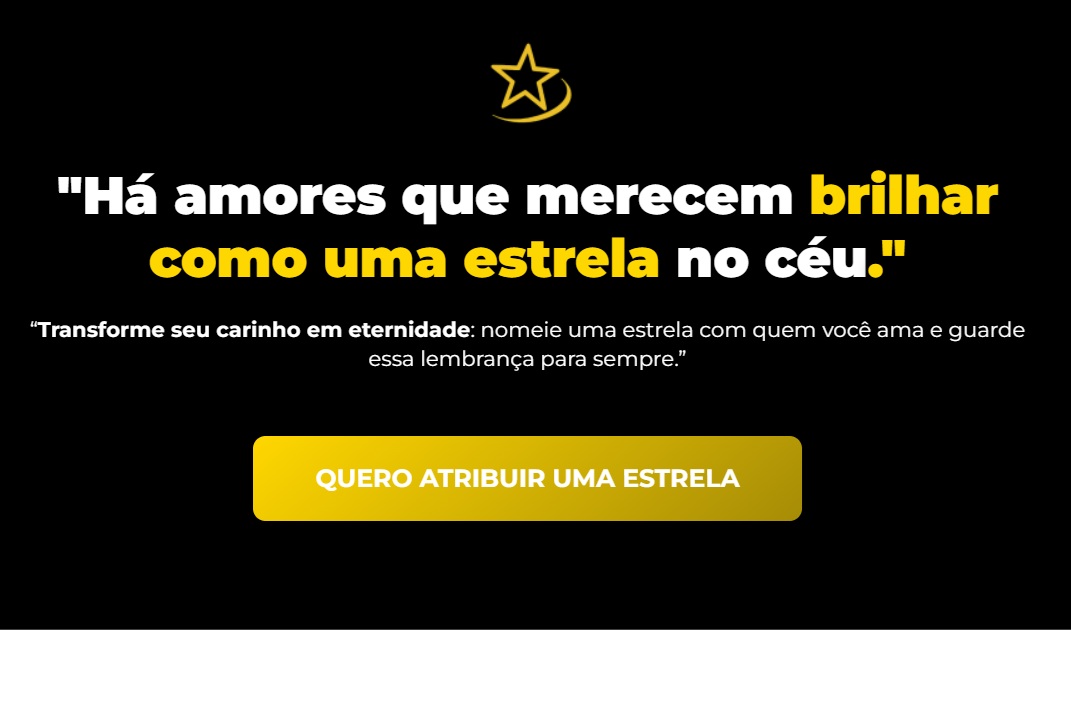 "Há amores que merecem brilhar
como uma estrela no céu."
“Transforme seu carinho em eternidade: nomeie uma estrela com quem você ama e guarde
essa lembrança para sempre.”
QUERO ATRIBUIR UMA ESTRELA